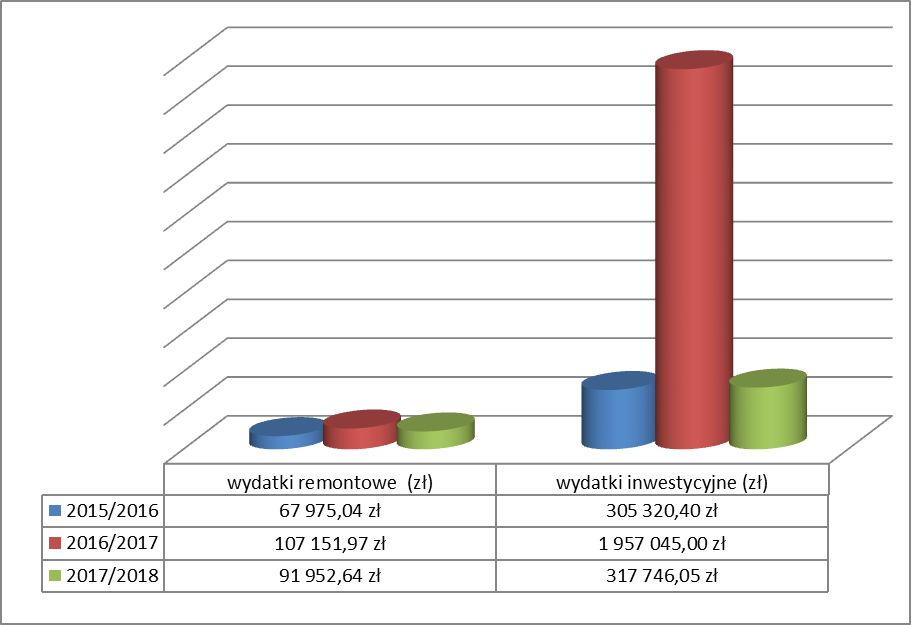 wydatki remontowe (zł) wydatki inwestycyjne (zł)
2015/2016 67 975,04 zł 305 320,40 zł
2016/2017 107 151,97 zł 1 957 045,00 zł
2017/2018 91 952,64 zł 317 746,05 zł